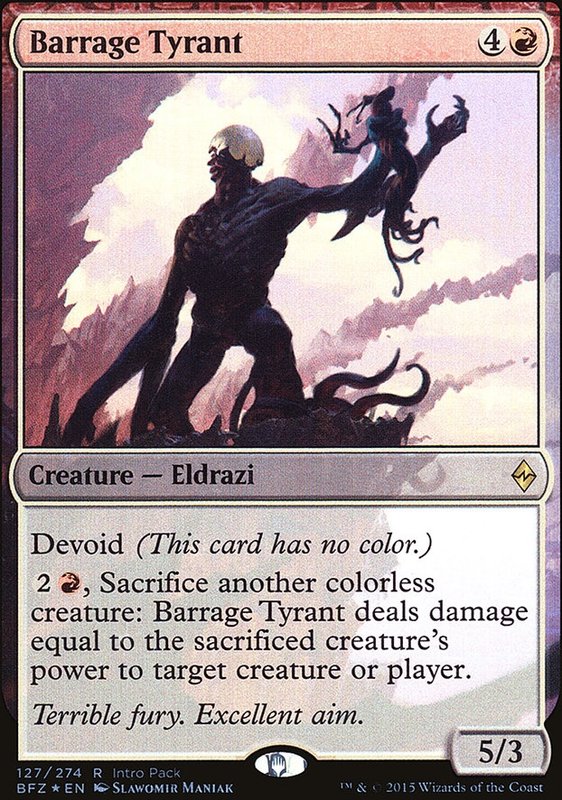 Barrage Tyrant 4
Creature — Eldrazi
Devoid (This card has no color.)
2 , Sacrifice another colorless
creature: Barrage Tyrant deals damage
equal to the sacrificed creature's
power to target creature or player.
Terrible fury. Excellent aim.
5/3
127/274 R Intro Pack
BFZ ★ EN Slawomir Maniak ™ & © 2015 Wizards of the Coast